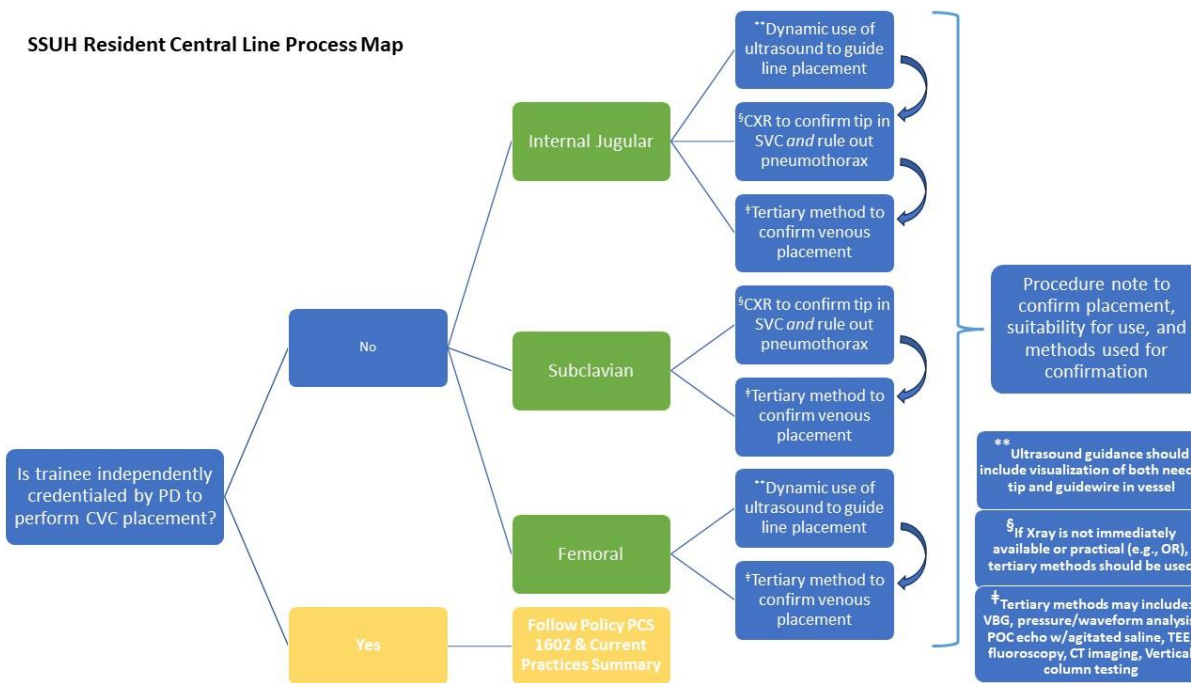 SSUH Resident Central Line Process Map
Is trainee independently
credentialed by PD to
perform CVC placement?
No
Yes
Internal Jugular
Subclavian
Femoral
Follow Policy PCS
1602 & Current
Practices Summary
**Dynamic use of
ultrasound to guide
line placement
§CXR to confirm tip in
SVC and rule out
pneumothorax
ǂTertiary method to
confirm venous
placement
§CXR to confirm tip in
SVC and rule out
pneumothorax
ǂTertiary method to
confirm venous
placement
**Dynamic use of
ultrasound to guide
line placement
ǂTertiary method to
confirm venous
placement
Procedure note to
confirm placement,
suitability for use, and
methods used for
confirmation
**Ultrasound guidance should
include visualization of both
tip and guidewire in vessel
§If Xray is not immediately
available or practical (e.g., OR),
tertiary methods should be
ǂTertiary methods may include:
VBG, pressure/waveform analysis
POC echo w/agitated saline, TEE
fluoroscopy, CT imaging, Vertical
column testing